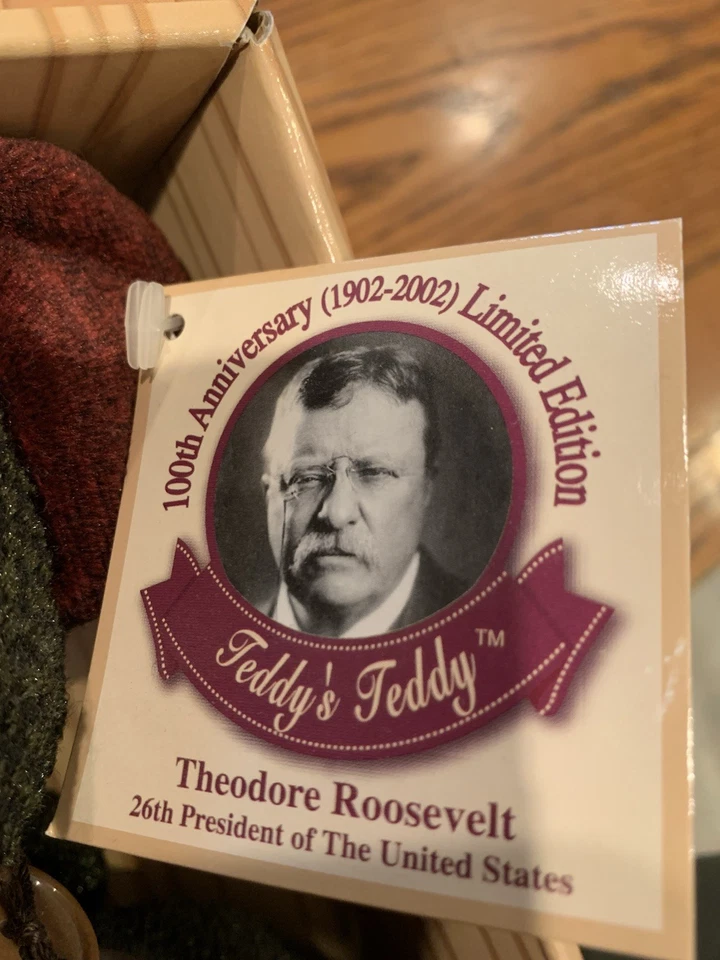 100th Anniversary (1902-2002) Limited Edition
Teddy's Teddy™
Theodore Roosevelt
26th President of The United States